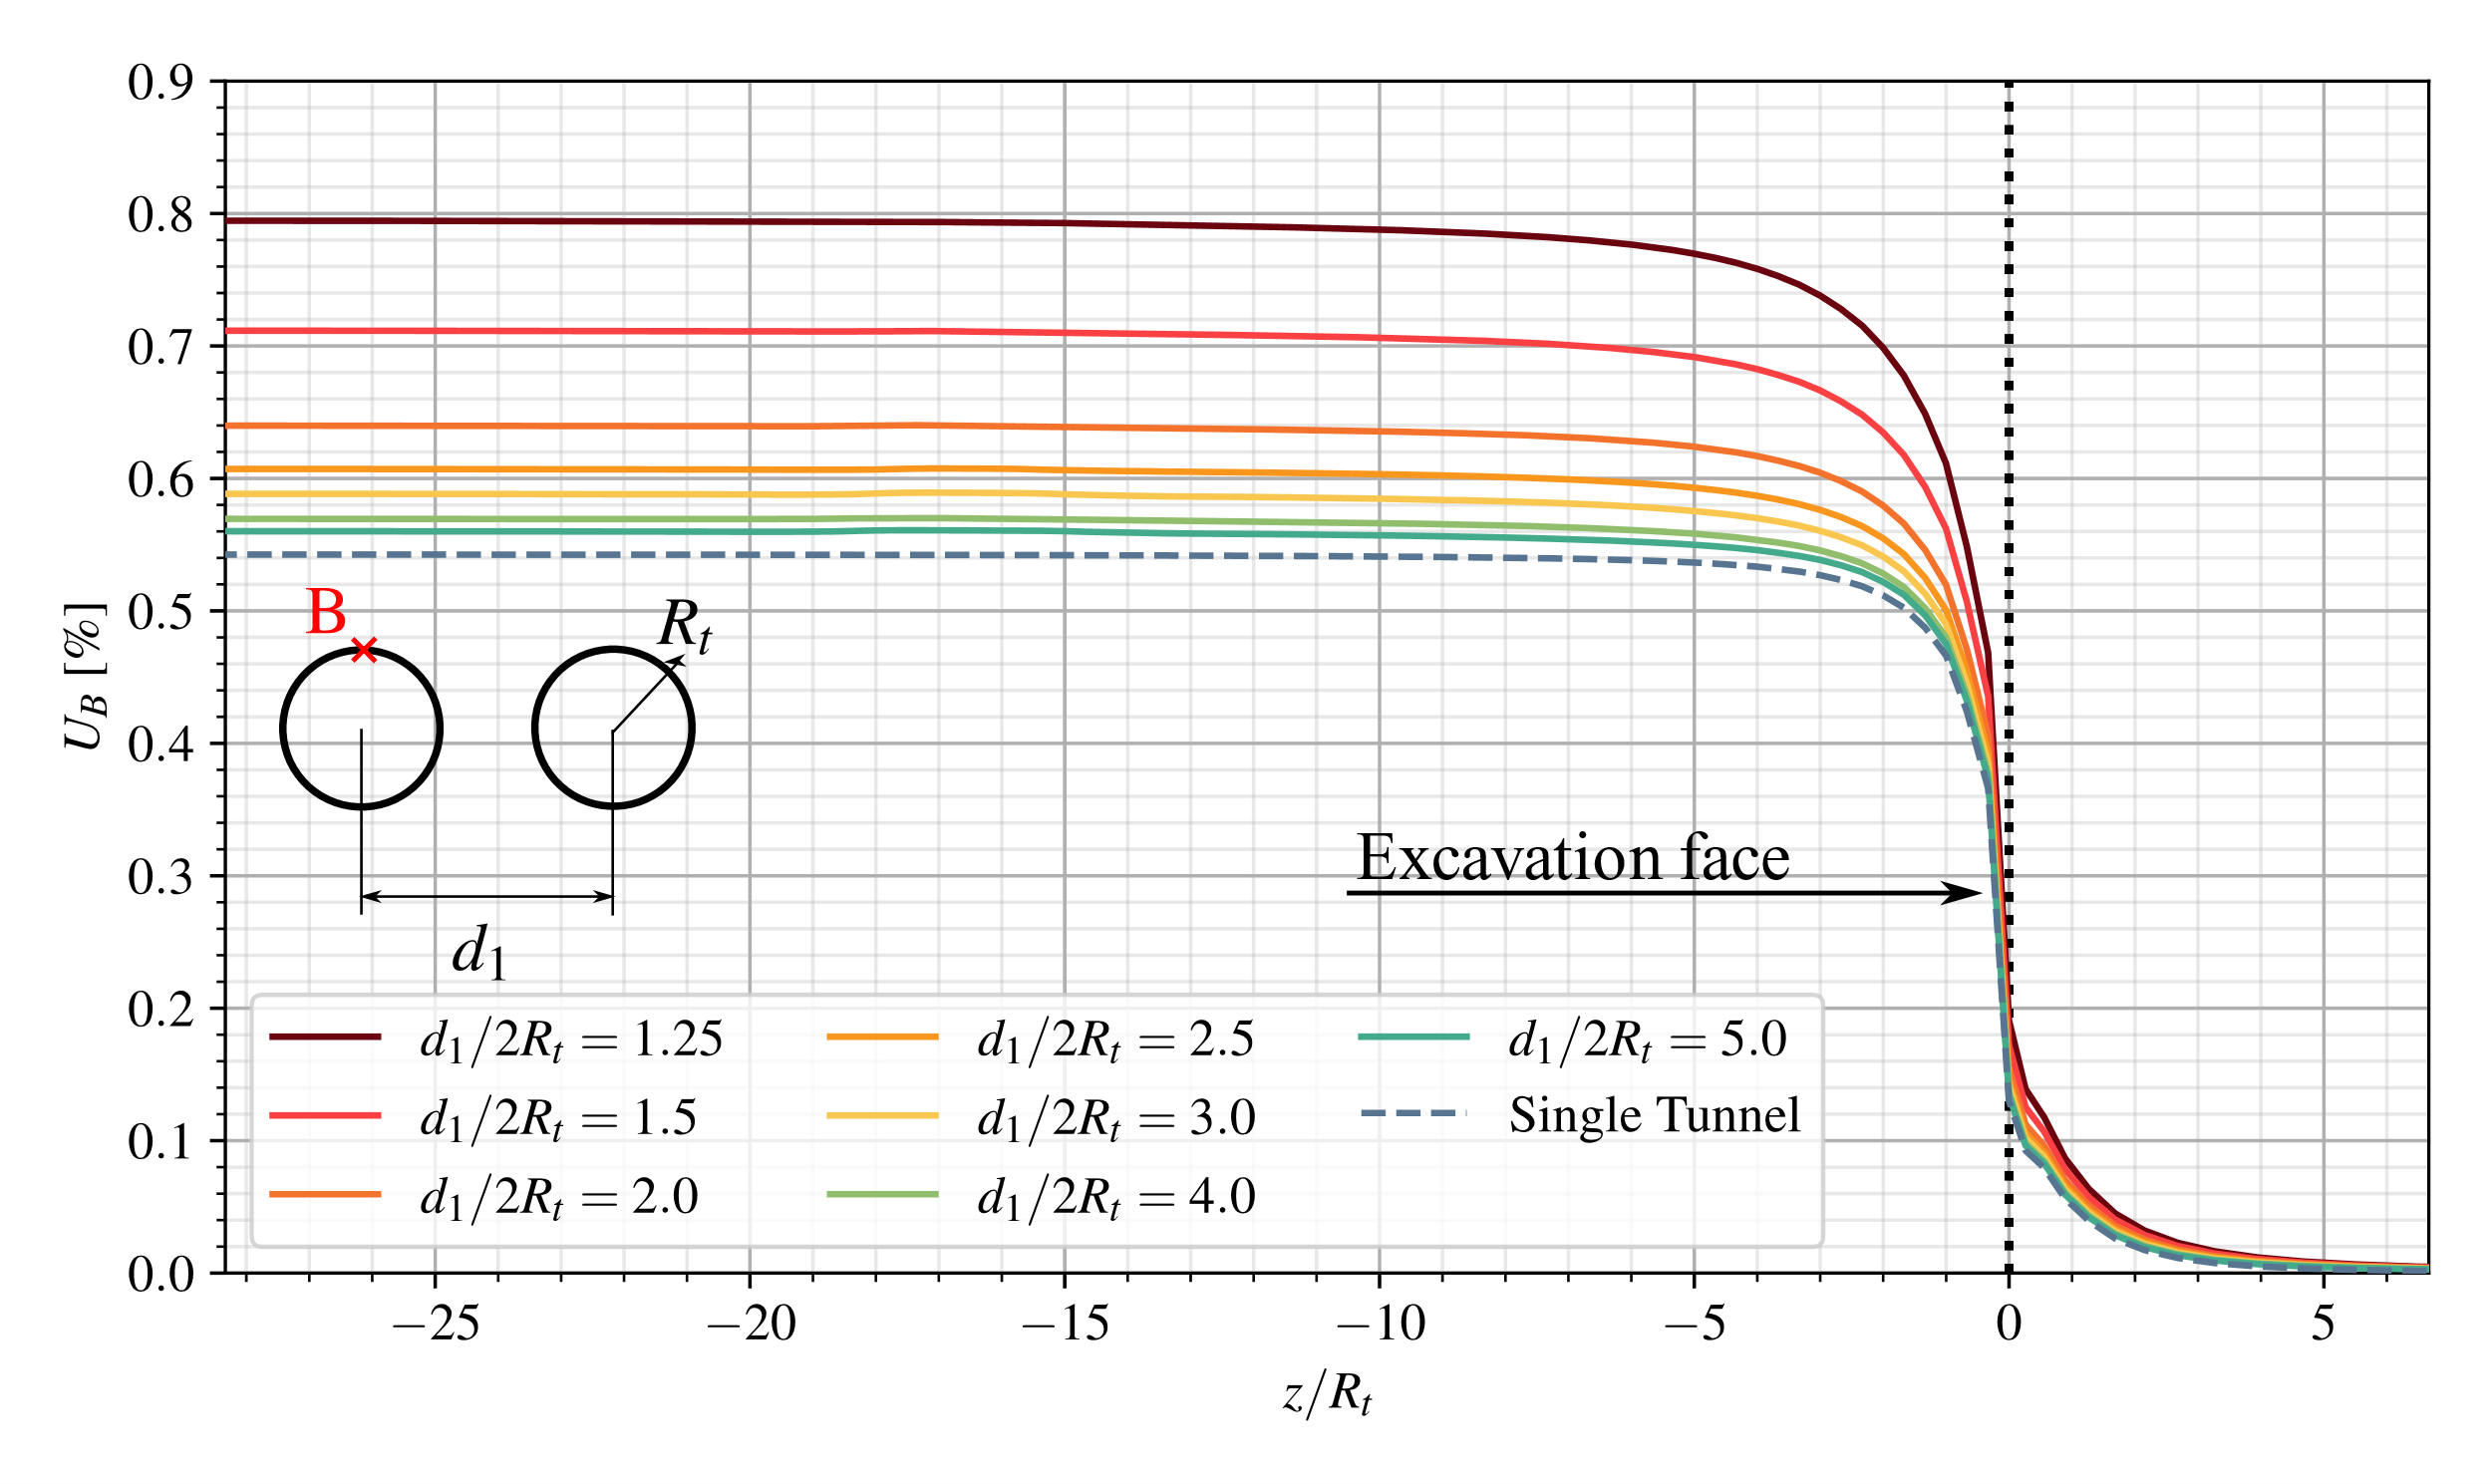 0.9
0.8
0.7
0.6
0.5
0.4
0.3
0.2
0.1
0.0
U_B [%]
B
R_t
d_1
Excavation face
d_1/2R_t = 1.25
d_1/2R_t = 1.5
d_1/2R_t = 2.0
d_1/2R_t = 2.5
d_1/2R_t = 3.0
d_1/2R_t = 4.0
d_1/2R_t = 5.0
Single Tunnel
−25 −20 −15 −10 −5 0 5
z/R_t